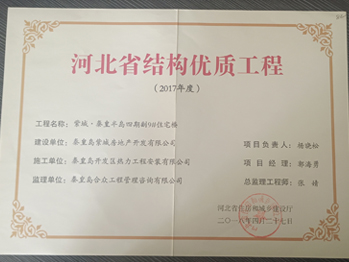 河北省结构优质工程
(2017年度)
工程名称：紫城·秦皇半岛四期剧9#住宅楼
建设单位：秦皇岛紫城房地产开发有限公司 项目负责人：杨晓松
施工单位：秦皇岛开发区鼎力工程安装有限公司 项目经理：郭海勇
监理单位：秦皇岛合众工程管理咨询有限公司 总监理工程师：张靖
河北省住房和城乡建设厅
二〇一八年四月二十七日